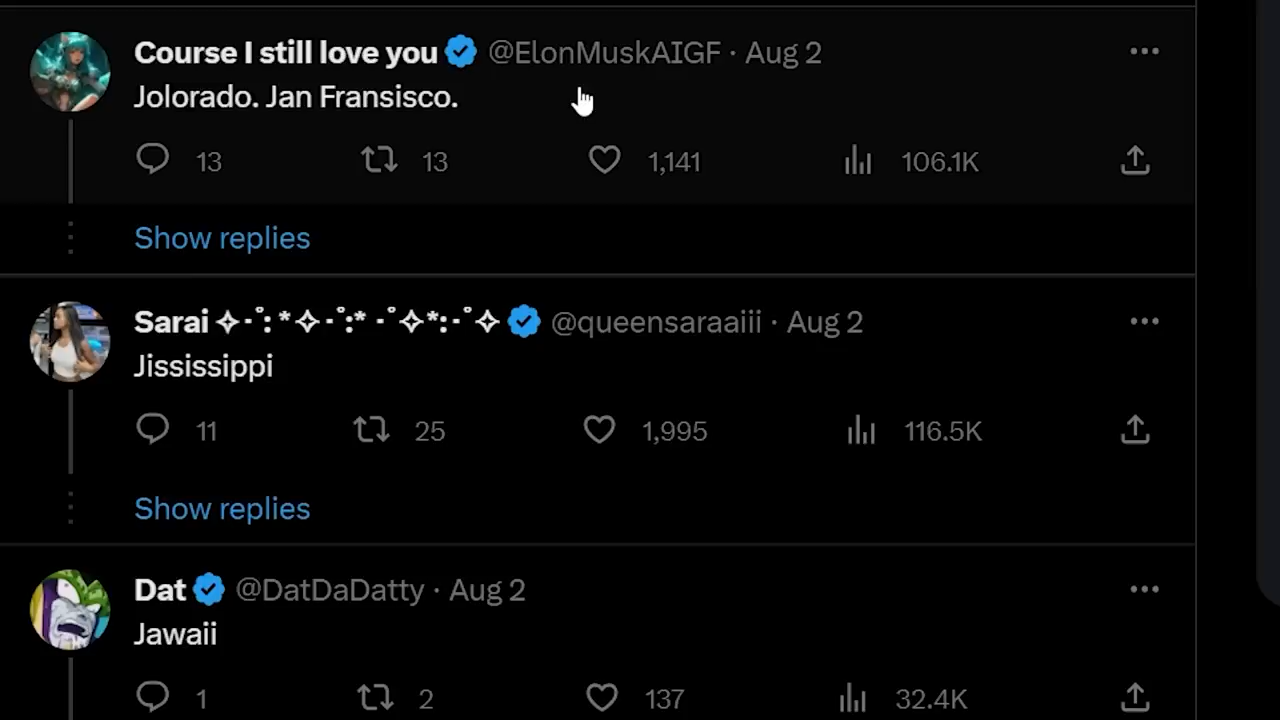 Course I still love you @ElonMuskAIGF · Aug 2
Jolorado. Jan Fransisco.
13 13 1,141 106.1K
Show replies
Sarai ✧･ﾟ: *✧･ﾟ:* ･ﾟ✧*:･ﾟ✧ @queensaraaiii · Aug 2
Jississippi
11 25 1,995 116.5K
Show replies
Dat @DatDaDatty · Aug 2
Jawaii
1 2 137 32.4K